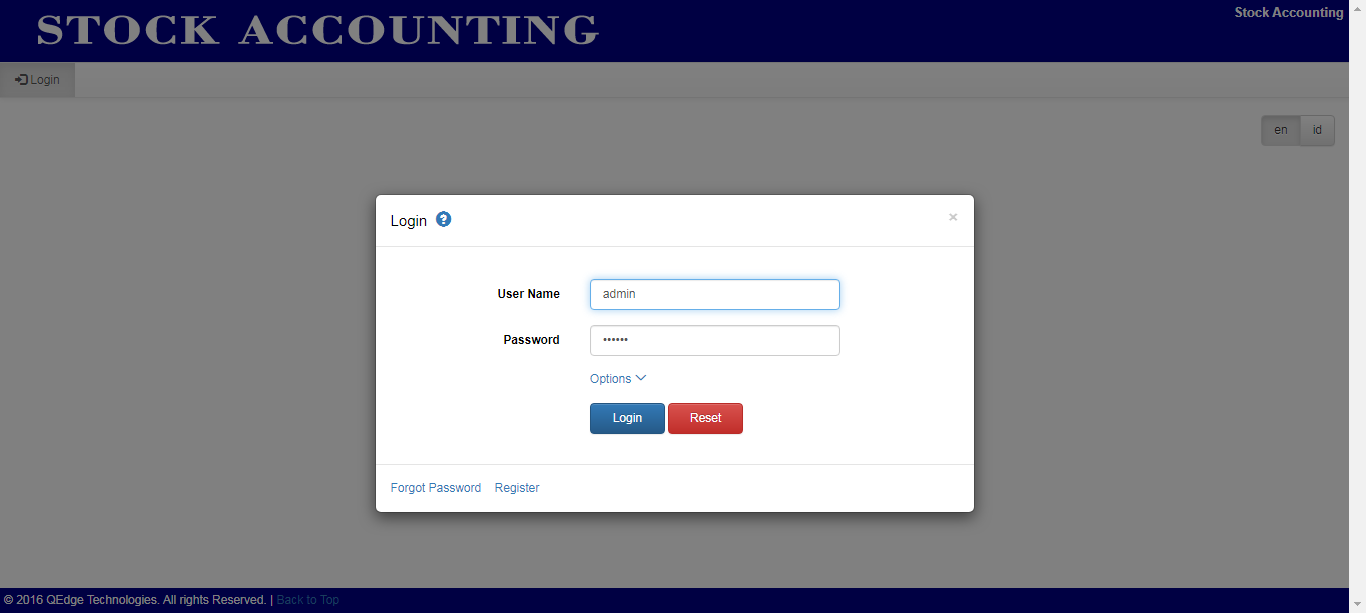 STOCK ACCOUNTING
Stock Accounting
Login
en id
Login ? ×
User Name admin
Password ••••••
Options
Login Reset
Forgot Password Register
© 2016 QEdge Technologies. All rights Reserved. | Back to Top